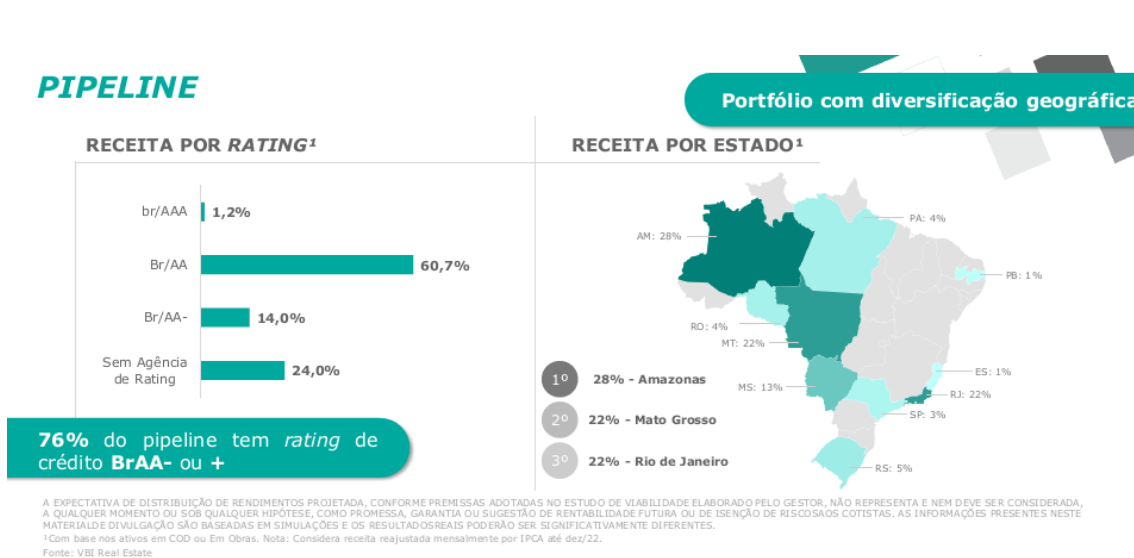 PIPELINE
Portfólio com diversificação geográfica
RECEITA POR RATING¹
br/AAA
1,2%
Br/AA
60,7%
Br/AA-
14,0%
Sem Agência
de Rating
24,0%
76% do pipeline tem rating de
crédito BrAA- ou +
RECEITA POR ESTADO¹
AM: 28%
PA: 4%
PB: 1%
RO: 4%
MT: 22%
MS: 13%
ES: 1%
RJ: 22%
SP: 3%
RS: 5%
1º 28% - Amazonas
2º 22% - Mato Grosso
3º 22% - Rio de Janeiro
A EXPECTATIVA DE DISTRIBUIÇÃO DE RENDIMENTOS PROJETADA, CONFORME PREMISSAS ADOTADAS NO ESTUDO DE VIABILIDADE ELABORADO PELO GESTOR, NÃO REPRESENTA E NEM DEVE SER CONSIDERADA,
A QUALQUER MOMENTO OU SOB QUALQUER HIPÓTESE, COMO PROMESSA, GARANTIA OU SUGESTÃO DE RENTABILIDADE FUTURA OU DE ISENÇÃO DE RISCOSAOS COTISTAS. AS INFORMAÇÕES PRESENTES NESTE
MATERIALDE DIVULGAÇÃO SÃO BASEADAS EM SIMULAÇÕES E OS RESULTADOSREAIS PODERÃO SER SIGNIFICATIVAMENTE DIFERENTES.
¹Com base nos ativos em COD ou Em Obras. Nota: Considera receita reajustada mensalmente por IPCA até dez/22.
Fonte: VBI Real Estate